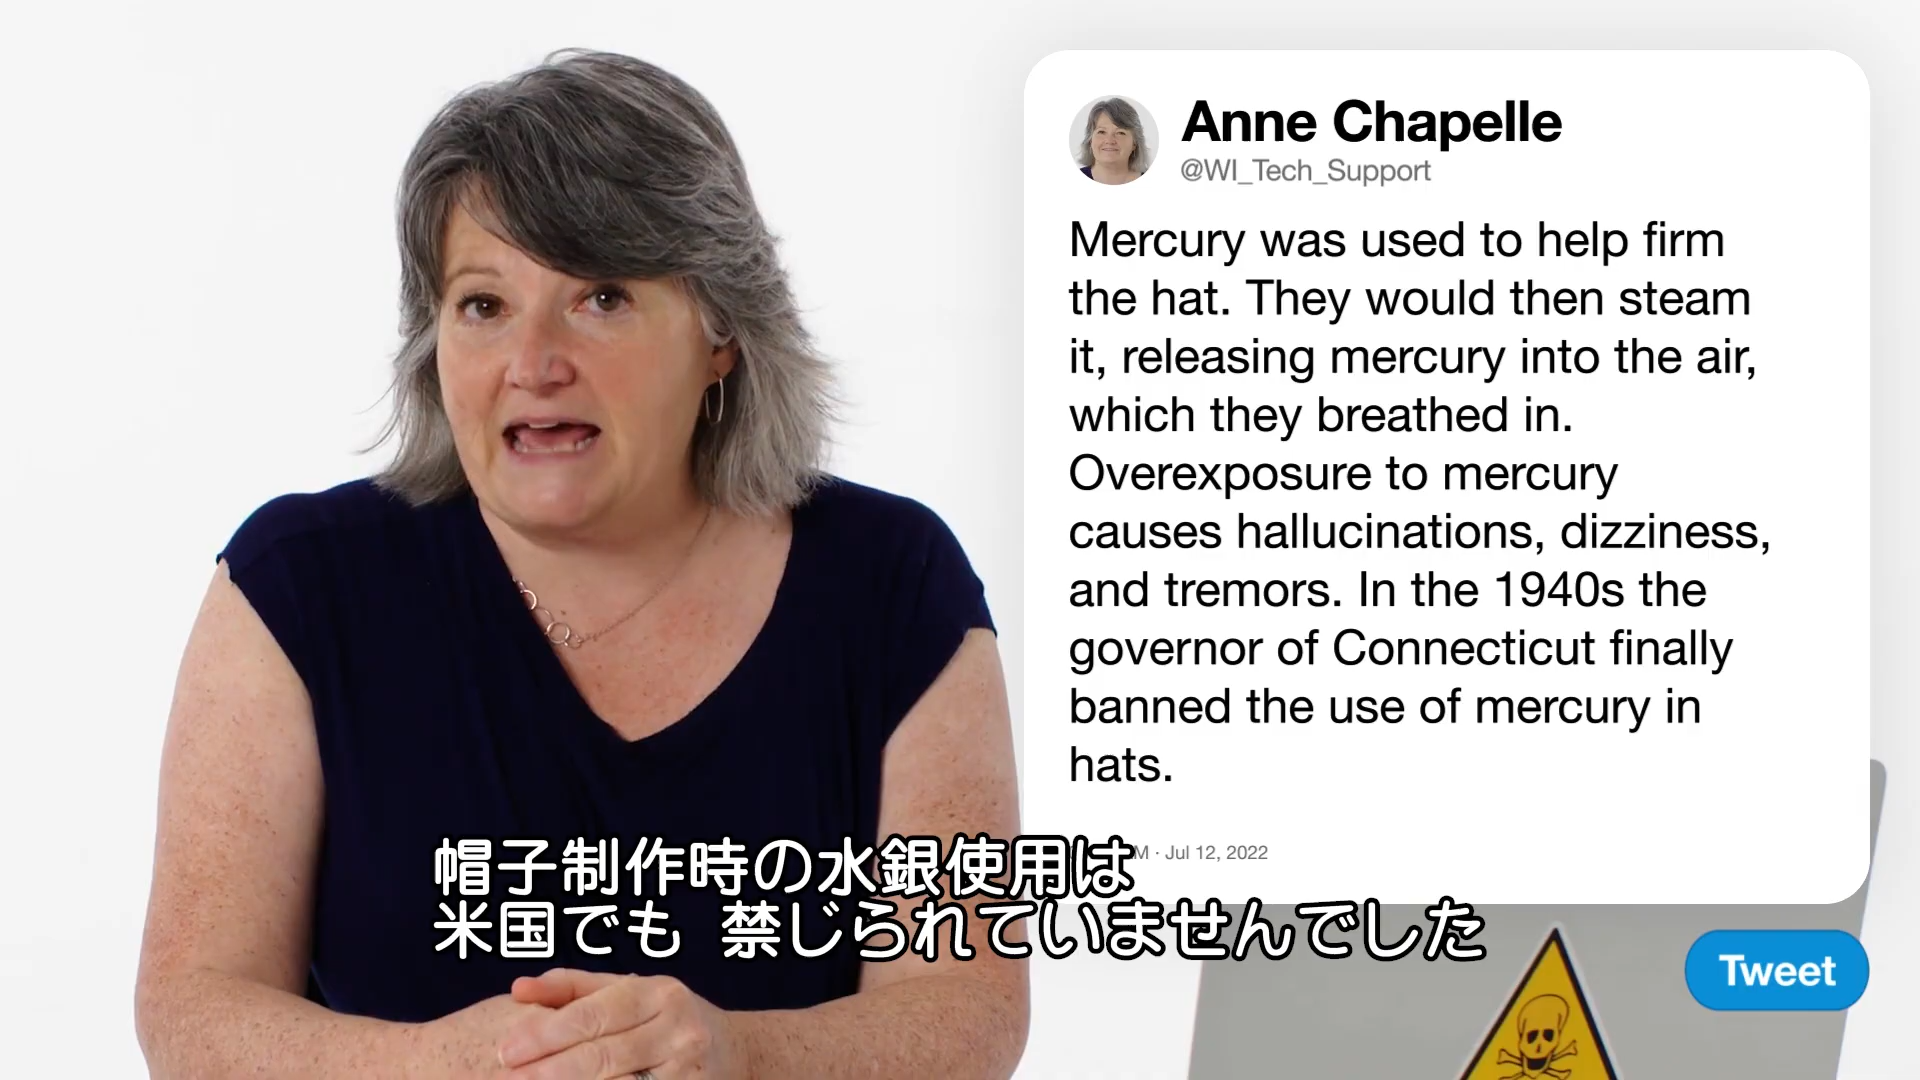 Anne Chapelle
@WI_Tech_Support
Mercury was used to help firm
the hat. They would then steam
it, releasing mercury into the air,
which they breathed in.
Overexposure to mercury
causes hallucinations, dizziness,
and tremors. In the 1940s the
governor of Connecticut finally
banned the use of mercury in
hats.
M · Jul 12, 2022
帽子制作時の水銀使用は
米国でも 禁じられていませんでした
Tweet